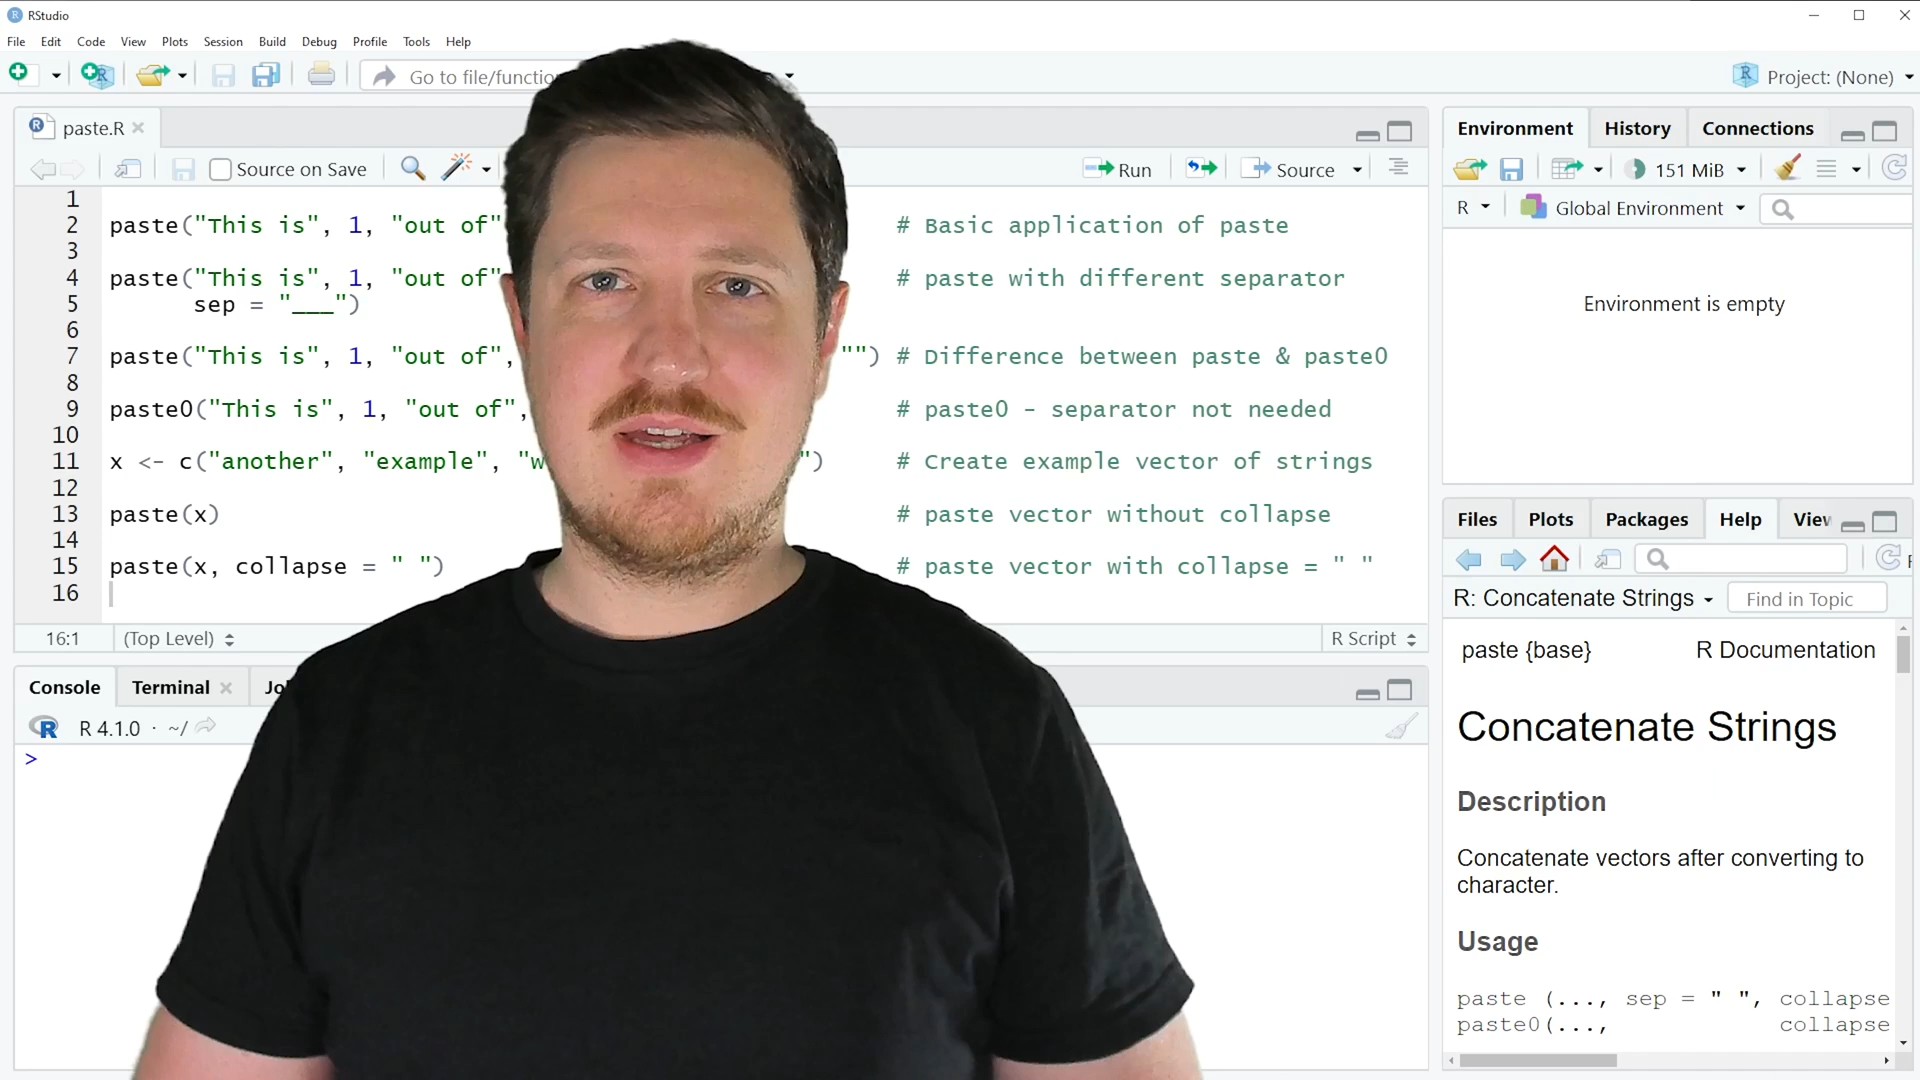 RStudio
File Edit Code View Plots Session Build Debug Profile Tools Help
Go to file/functio
Project: (None)
paste.R
Source on Save
Run
Source
1
2 paste("This is", 1, "out of" # Basic application of paste
3
4 paste("This is", 1, "out of" # paste with different separator
5 sep = "___")
6
7 paste("This is", 1, "out of", "") # Difference between paste & paste0
8
9 paste0("This is", 1, "out of", # paste0 - separator not needed
10
11 x <- c("another", "example", "w ") # Create example vector of strings
12
13 paste(x) # paste vector without collapse
14
15 paste(x, collapse = " ") # paste vector with collapse = " "
16
16:1 (Top Level) R Script
Console Terminal Jo
R 4.1.0 · ~/
>
Environment History Connections
151 MiB
R Global Environment
Environment is empty
Files Plots Packages Help View
R: Concatenate Strings Find in Topic
paste {base} R Documentation
Concatenate Strings
Description
Concatenate vectors after converting to
character.
Usage
paste (..., sep = " ", collapse
paste0(..., collapse